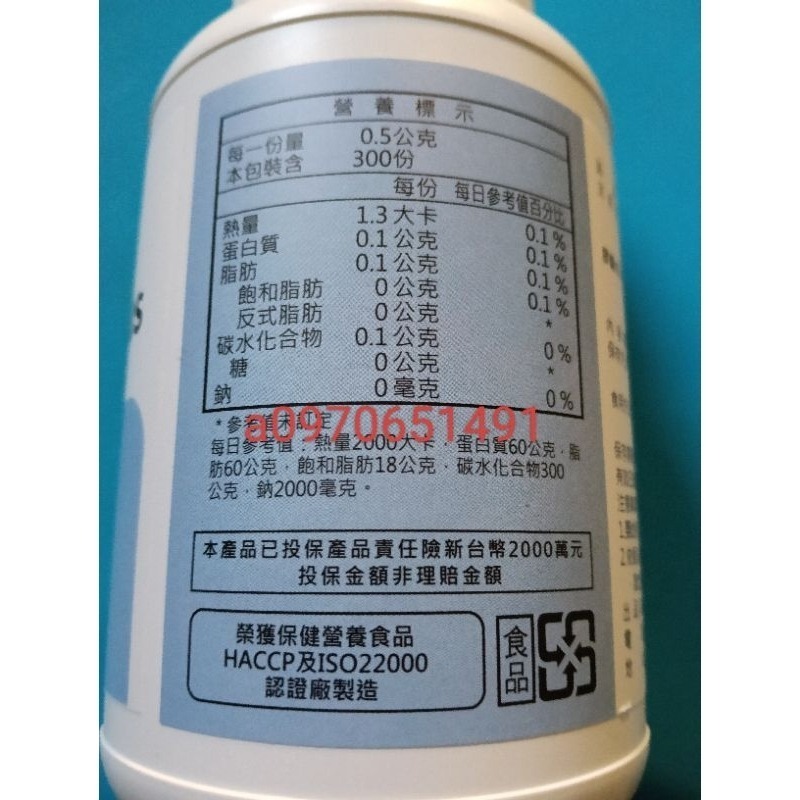 營養標示
每一份量 0.5公克
本包裝含 300份
每份 每日參考值百分比
熱量 1.3大卡 0.1%
蛋白質 0.1公克 0.1%
脂肪 0.1公克 0.1%
飽和脂肪 0公克 0.1%
反式脂肪 0公克 *
碳水化合物 0.1公克 0%
糖 0公克 *
鈉 0毫克 0%
*參考值未訂定
a0970651491
每日參考值：熱量2000大卡，蛋白質60公克，脂
肪60公克，飽和脂肪18公克，碳水化合物300
公克，鈉2000毫克。
本產品已投保產品責任險新台幣2000萬元
投保金額非理賠金額
榮獲保健營養食品
HACCP及ISO22000
認證廠製造
食品
s